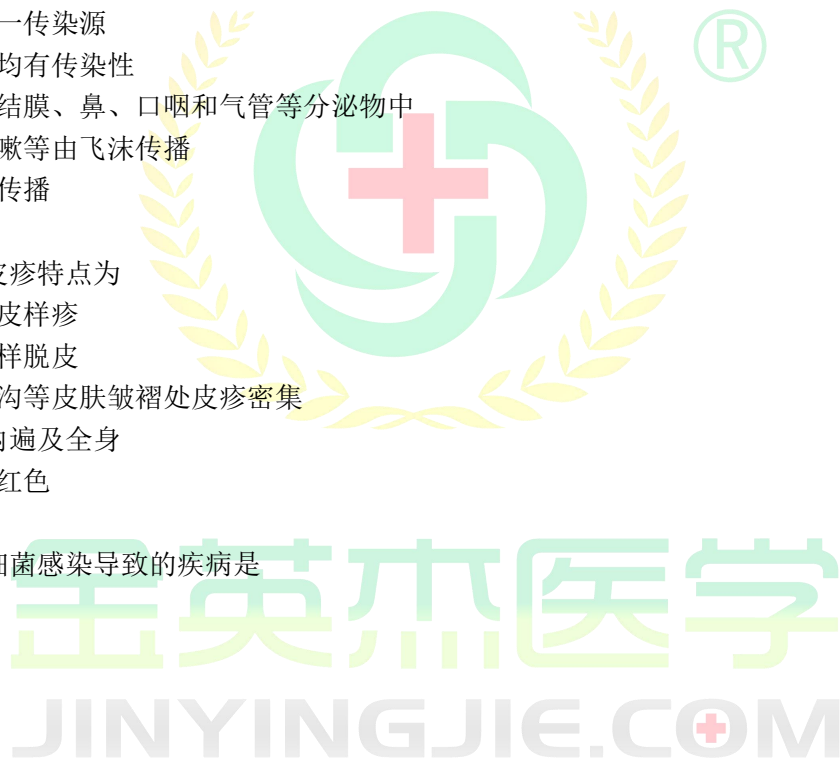 一传染源
均有传染性
结膜、鼻、口咽和气管等分泌物中
嗽等由飞沫传播
传播
疹特点为
皮样疹
样脱皮
沟等皮肤皱褶处皮疹密集
遍及全身
红色
菌感染导致的疾病是
®
金英杰医学
JINYINGJIE.COM